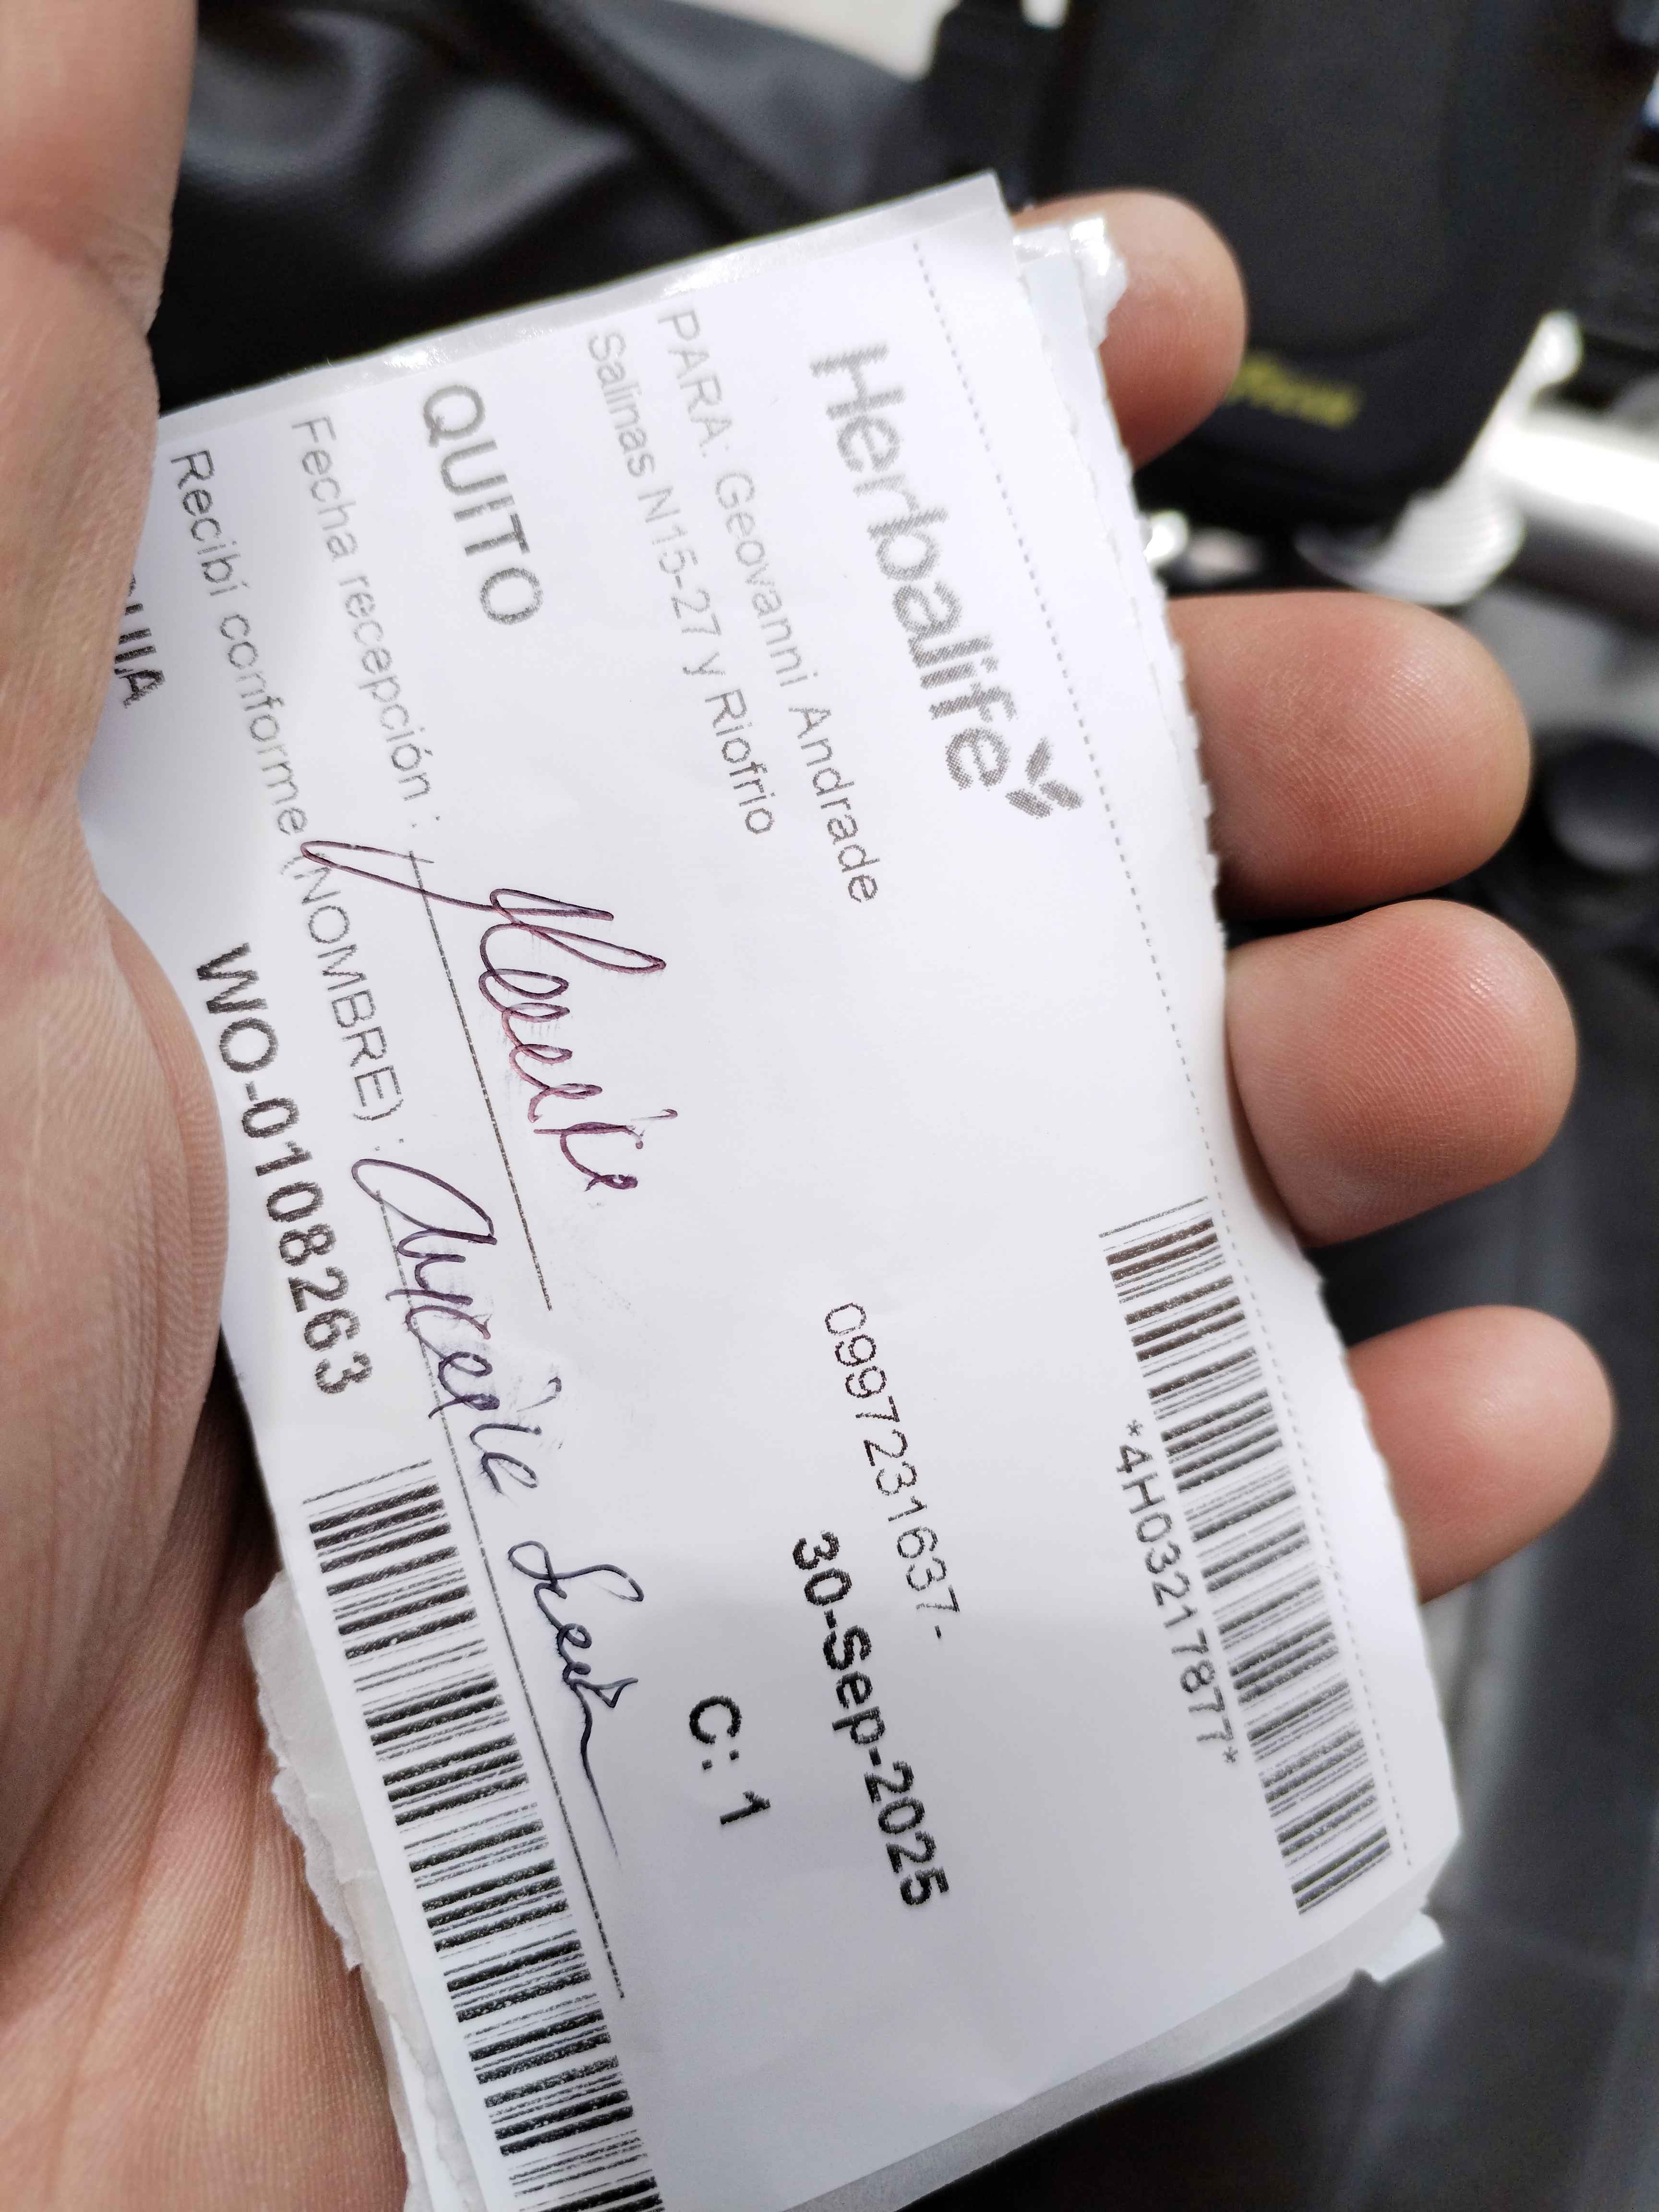 Herbalife
*4H03217877*
PARA: Geovanni Andrade
0997231637-
Salinas N15-27 y Riofrio
30-Sep-2025
QUITO
C: 1
Fecha recepción :
Recibí conforme (NOMBRE) :
WO-0108263